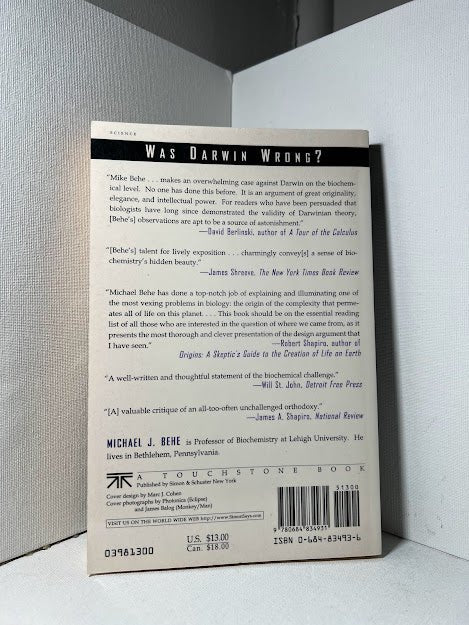 SCIENCE
WAS DARWIN WRONG?
"Mike Behe . . . makes an overwhelming case against Darwin on the biochem-
ical level. No one has done this before. It is an argument of great originality,
elegance, and intellectual power. For readers who have been persuaded that
biologists have long since demonstrated the validity of Darwinian theory,
[Behe's] observations are apt to be a source of astonishment."
—David Berlinski, author of A Tour of the Calculus
"[Behe's] talent for lively exposition . . . charmingly convey[s] a sense of bio-
chemistry's hidden beauty."
—James Shreeve, The New York Times Book Review
"Michael Behe has done a top-notch job of explaining and illuminating one of
the most vexing problems in biology: the origin of the complexity that perme-
ates all of life on this planet. . . . This book should be on the essential reading
list of all those who are interested in the question of where we came from, as it
presents the most thorough and clever presentation of the design argument that
I have seen."
—Robert Shapiro, author of
Origins: A Skeptic's Guide to the Creation of Life on Earth
"A well-written and thoughtful statement of the biochemical challenge."
—Will St. John, Detroit Free Press
"[A] valuable critique of an all-too-often unchallenged orthodoxy."
—James A. Shapiro, National Review
MICHAEL J. BEHE is Professor of Biochemistry at Lehigh University. He
lives in Bethlehem, Pennsylvania.
A TOUCHSTONE BOOK
Published by Simon & Schuster New York
Cover design by Marc J. Cohen
Cover photographs by Photonica (Eclipse)
and James Balog (Monkey/Man)
VISIT US ON THE WORLD WIDE WEB http://www.SimonSays.com
51300
9 780684 834931
03981300
U.S. $13.00
Can. $18.00
ISBN 0-684-83493-6